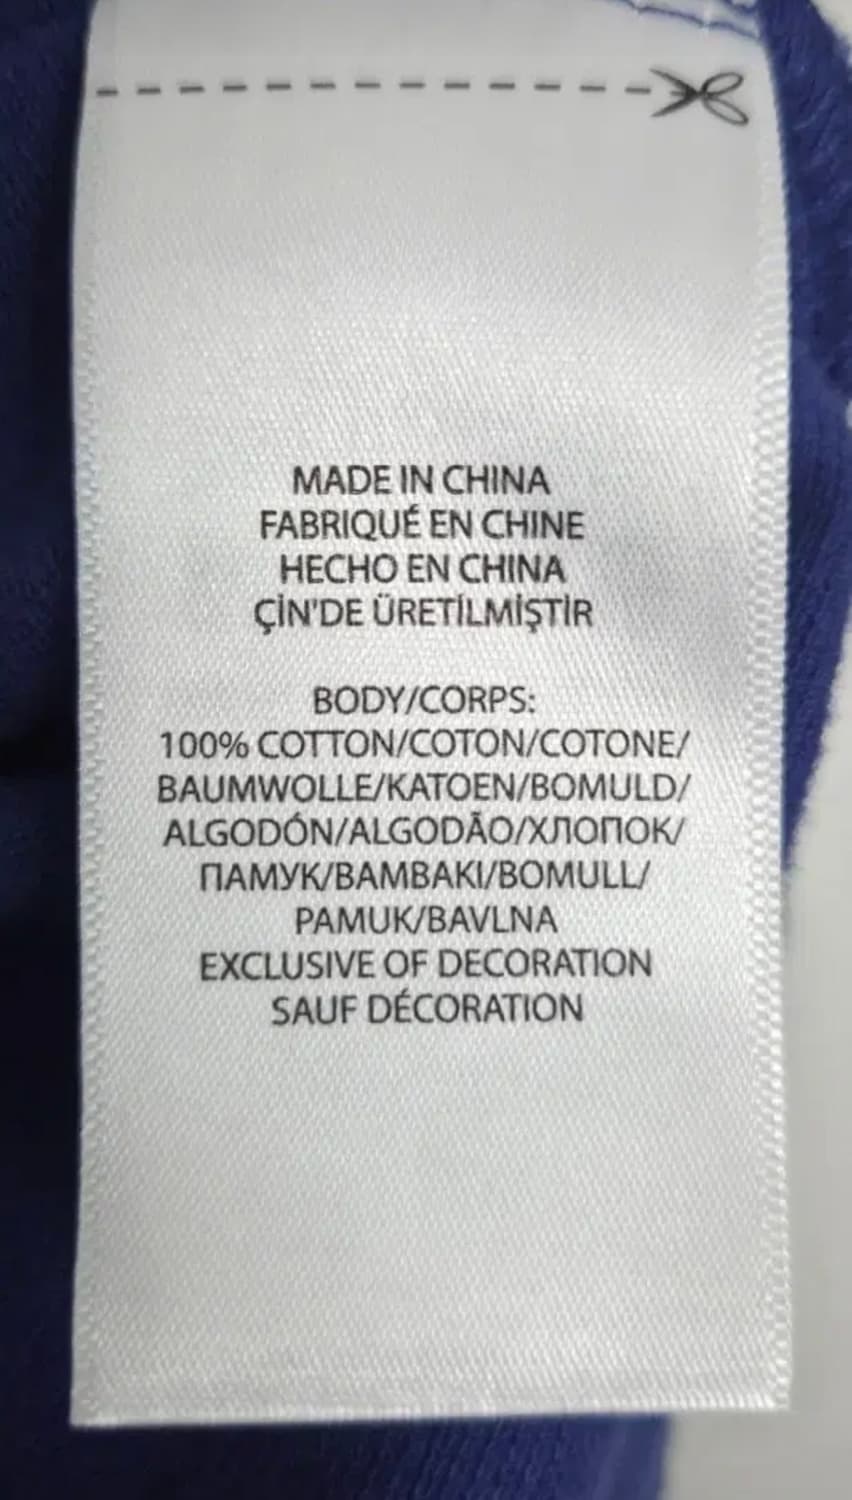 MADE IN CHINA
FABRIQUÉ EN CHINE
HECHO EN CHINA
ÇİN'DE ÜRETİLMİŞTİR
BODY/CORPS:
100% COTTON/COTON/COTONE/
BAUMWOLLE/KATOEN/BOMULD/
ALGODÓN/ALGODÃO/ХЛОПОК/
ПАМУК/BAMBAKI/BOMULL/
PAMUK/BAVLNA
EXCLUSIVE OF DECORATION
SAUF DÉCORATION